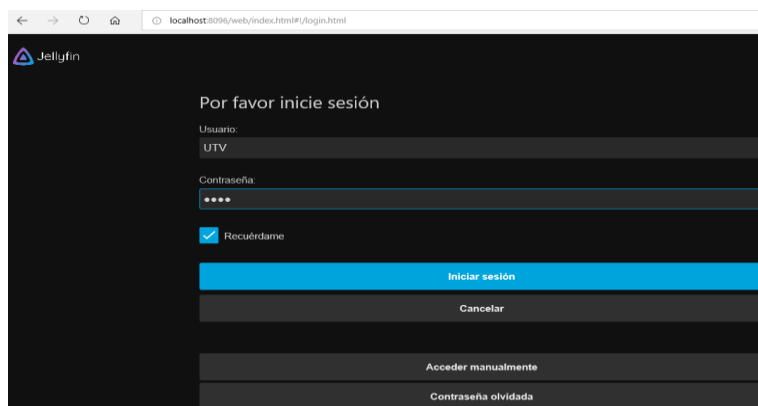 localhost:8096/web/index.html#!/login.html
Jellyfin
Por favor inicie sesión
Usuario:
UTV
Contraseña:
••••
Recuérdame
Iniciar sesión
Cancelar
Acceder manualmente
Contraseña olvidada